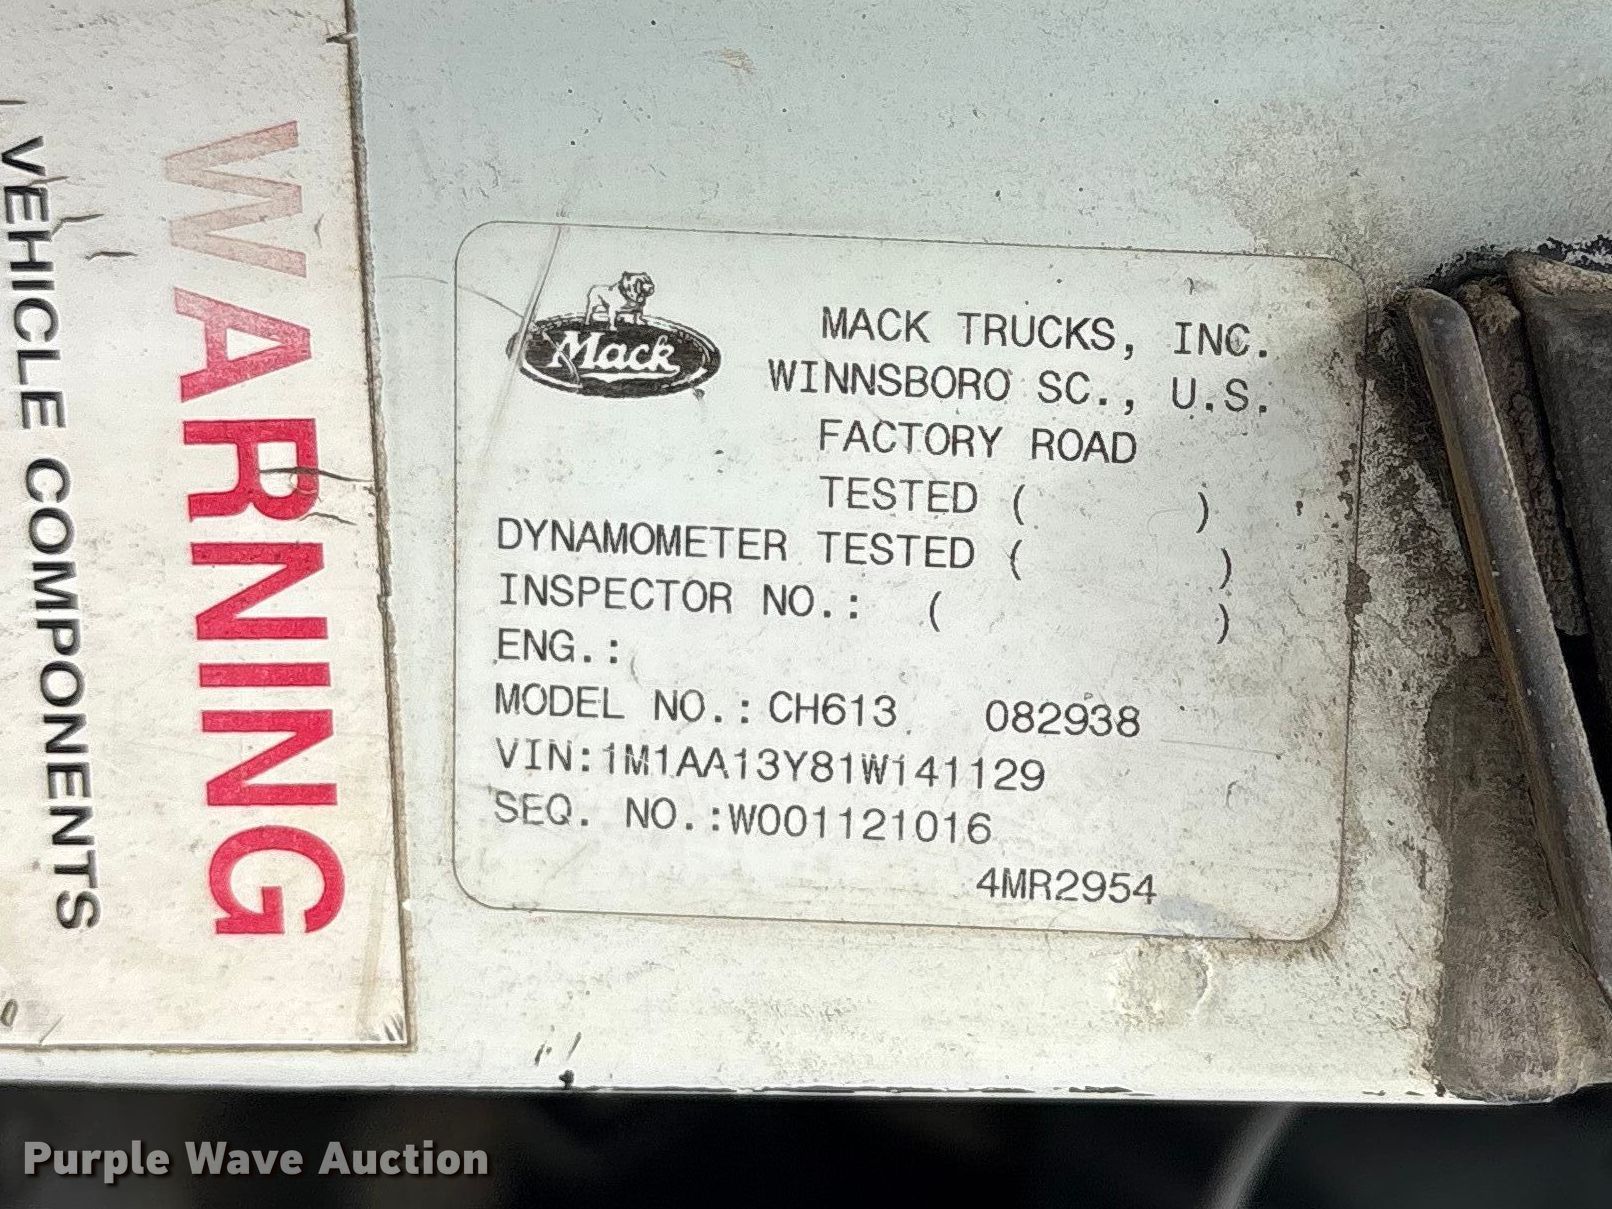 WARNING
VEHICLE COMPONENTS
Mack
MACK TRUCKS, INC.
WINNSBORO SC., U.S.
FACTORY ROAD
TESTED (          )
DYNAMOMETER TESTED (          )
INSPECTOR NO.: (          )
ENG.:
MODEL NO.: CH613 082938
VIN:1M1AA13Y81W141129
SEQ. NO.:W001121016
4MR2954
Purple Wave Auction